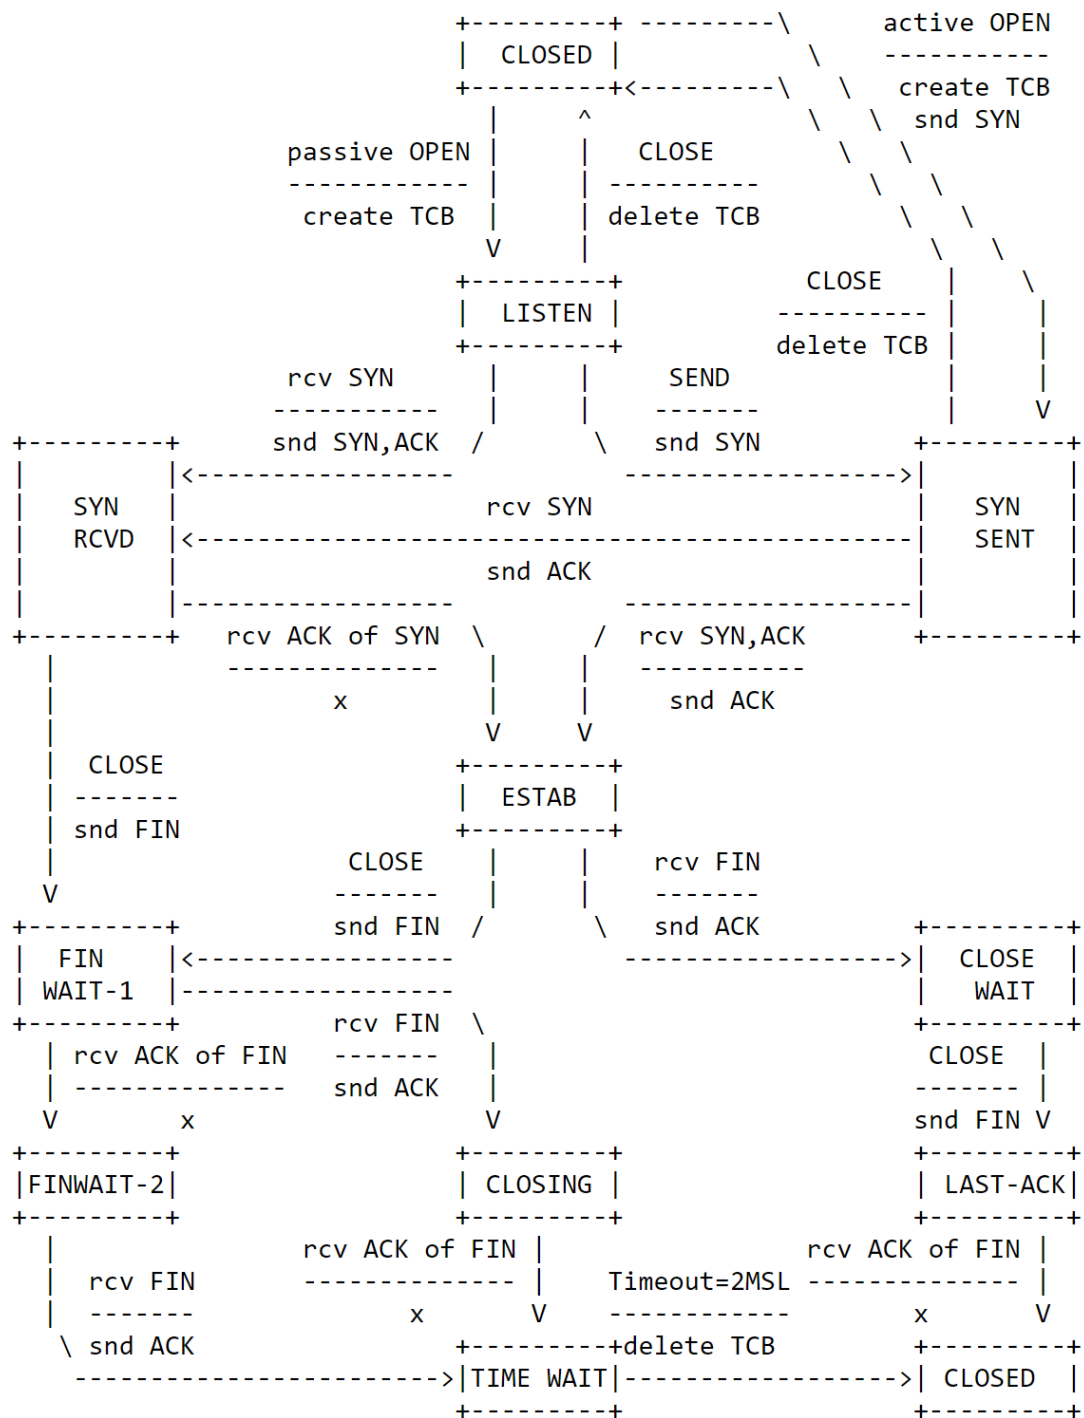 +---------+ ---------\      active OPEN
                              |  CLOSED |            \    -----------
                              +---------+<---------\   \   create TCB
                                |     ^              \   \  snd SYN
                   passive OPEN |     |   CLOSE        \   \
                   ------------ |     | ----------       \   \
                    create TCB  |     | delete TCB         \   \
                                V     |                      \   \
                              +---------+            CLOSE    |    \
                              |  LISTEN |          ---------- |     |
                              +---------+          delete TCB |     |
                   rcv SYN      |     |     SEND              |     |
                  -----------   |     |    -------            |     V
+---------+      snd SYN,ACK  /       \   snd SYN          +---------+
|         |<-----------------           ------------------>|         |
|   SYN   |                    rcv SYN                     |   SYN   |
|   RCVD  |<-----------------------------------------------|   SENT  |
|         |                    snd ACK                     |         |
|         |------------------           -------------------|         |
+---------+   rcv ACK of SYN  \       /  rcv SYN,ACK       +---------+
  |           --------------   |     |   -----------
  |                  x         |     |     snd ACK
  |                            V     V
  |  CLOSE                   +---------+
  | -------                  |  ESTAB  |
  | snd FIN                  +---------+
  |                   CLOSE    |     |    rcv FIN
  V                  -------   |     |    -------
+---------+          snd FIN  /       \   snd ACK          +---------+
|  FIN    |<-----------------           ------------------>|  CLOSE  |
| WAIT-1  |------------------                              |   WAIT  |
+---------+          rcv FIN  \                            +---------+
  | rcv ACK of FIN   -------   |                            CLOSE  |
  | --------------   snd ACK   |                           ------- |
  V        x                   V                           snd FIN V
+---------+                  +---------+                   +---------+
|FINWAIT-2|                  | CLOSING |                   | LAST-ACK|
+---------+                  +---------+                   +---------+
  |                rcv ACK of FIN |                 rcv ACK of FIN |
  |  rcv FIN       -------------- |    Timeout=2MSL -------------- |
  |  -------              x       V    ------------        x       V
   \ snd ACK                 +---------+delete TCB         +---------+
    ------------------------>|TIME WAIT|------------------>| CLOSED  |
                             +---------+                   +---------+